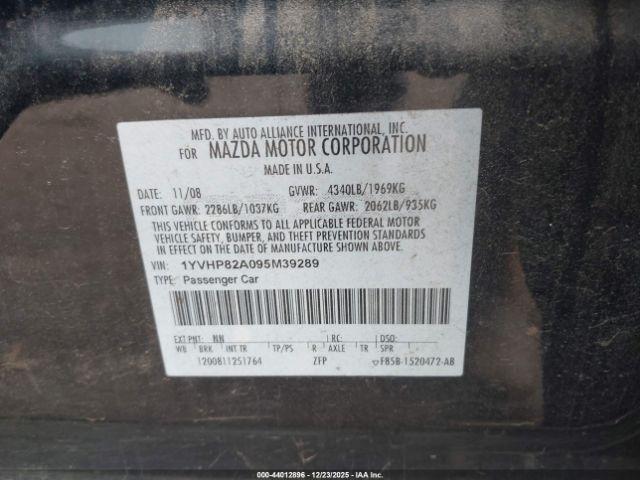 MFD. BY AUTO ALLIANCE INTERNATIONAL, INC.
FOR MAZDA MOTOR CORPORATION
MADE IN U.S.A.
DATE: 11/08 GVWR: 4340LB/1969KG
FRONT GAWR: 2286LB/1037KG REAR GAWR: 2062LB/935KG
THIS VEHICLE CONFORMS TO ALL APPLICABLE FEDERAL MOTOR
VEHICLE SAFETY, BUMPER, AND THEFT PREVENTION STANDARDS
IN EFFECT ON THE DATE OF MANUFACTURE SHOWN ABOVE.
VIN: 1YVHP82A095M39289
TYPE: Passenger Car
EXT PNT: NN RC: DSO:
WB BRK INT TR TP/PS R AXLE TR SPR
1200811251764 ZFP F85B-1520472-AB
000-44012896 - 12/23/2025 - IAA Inc.